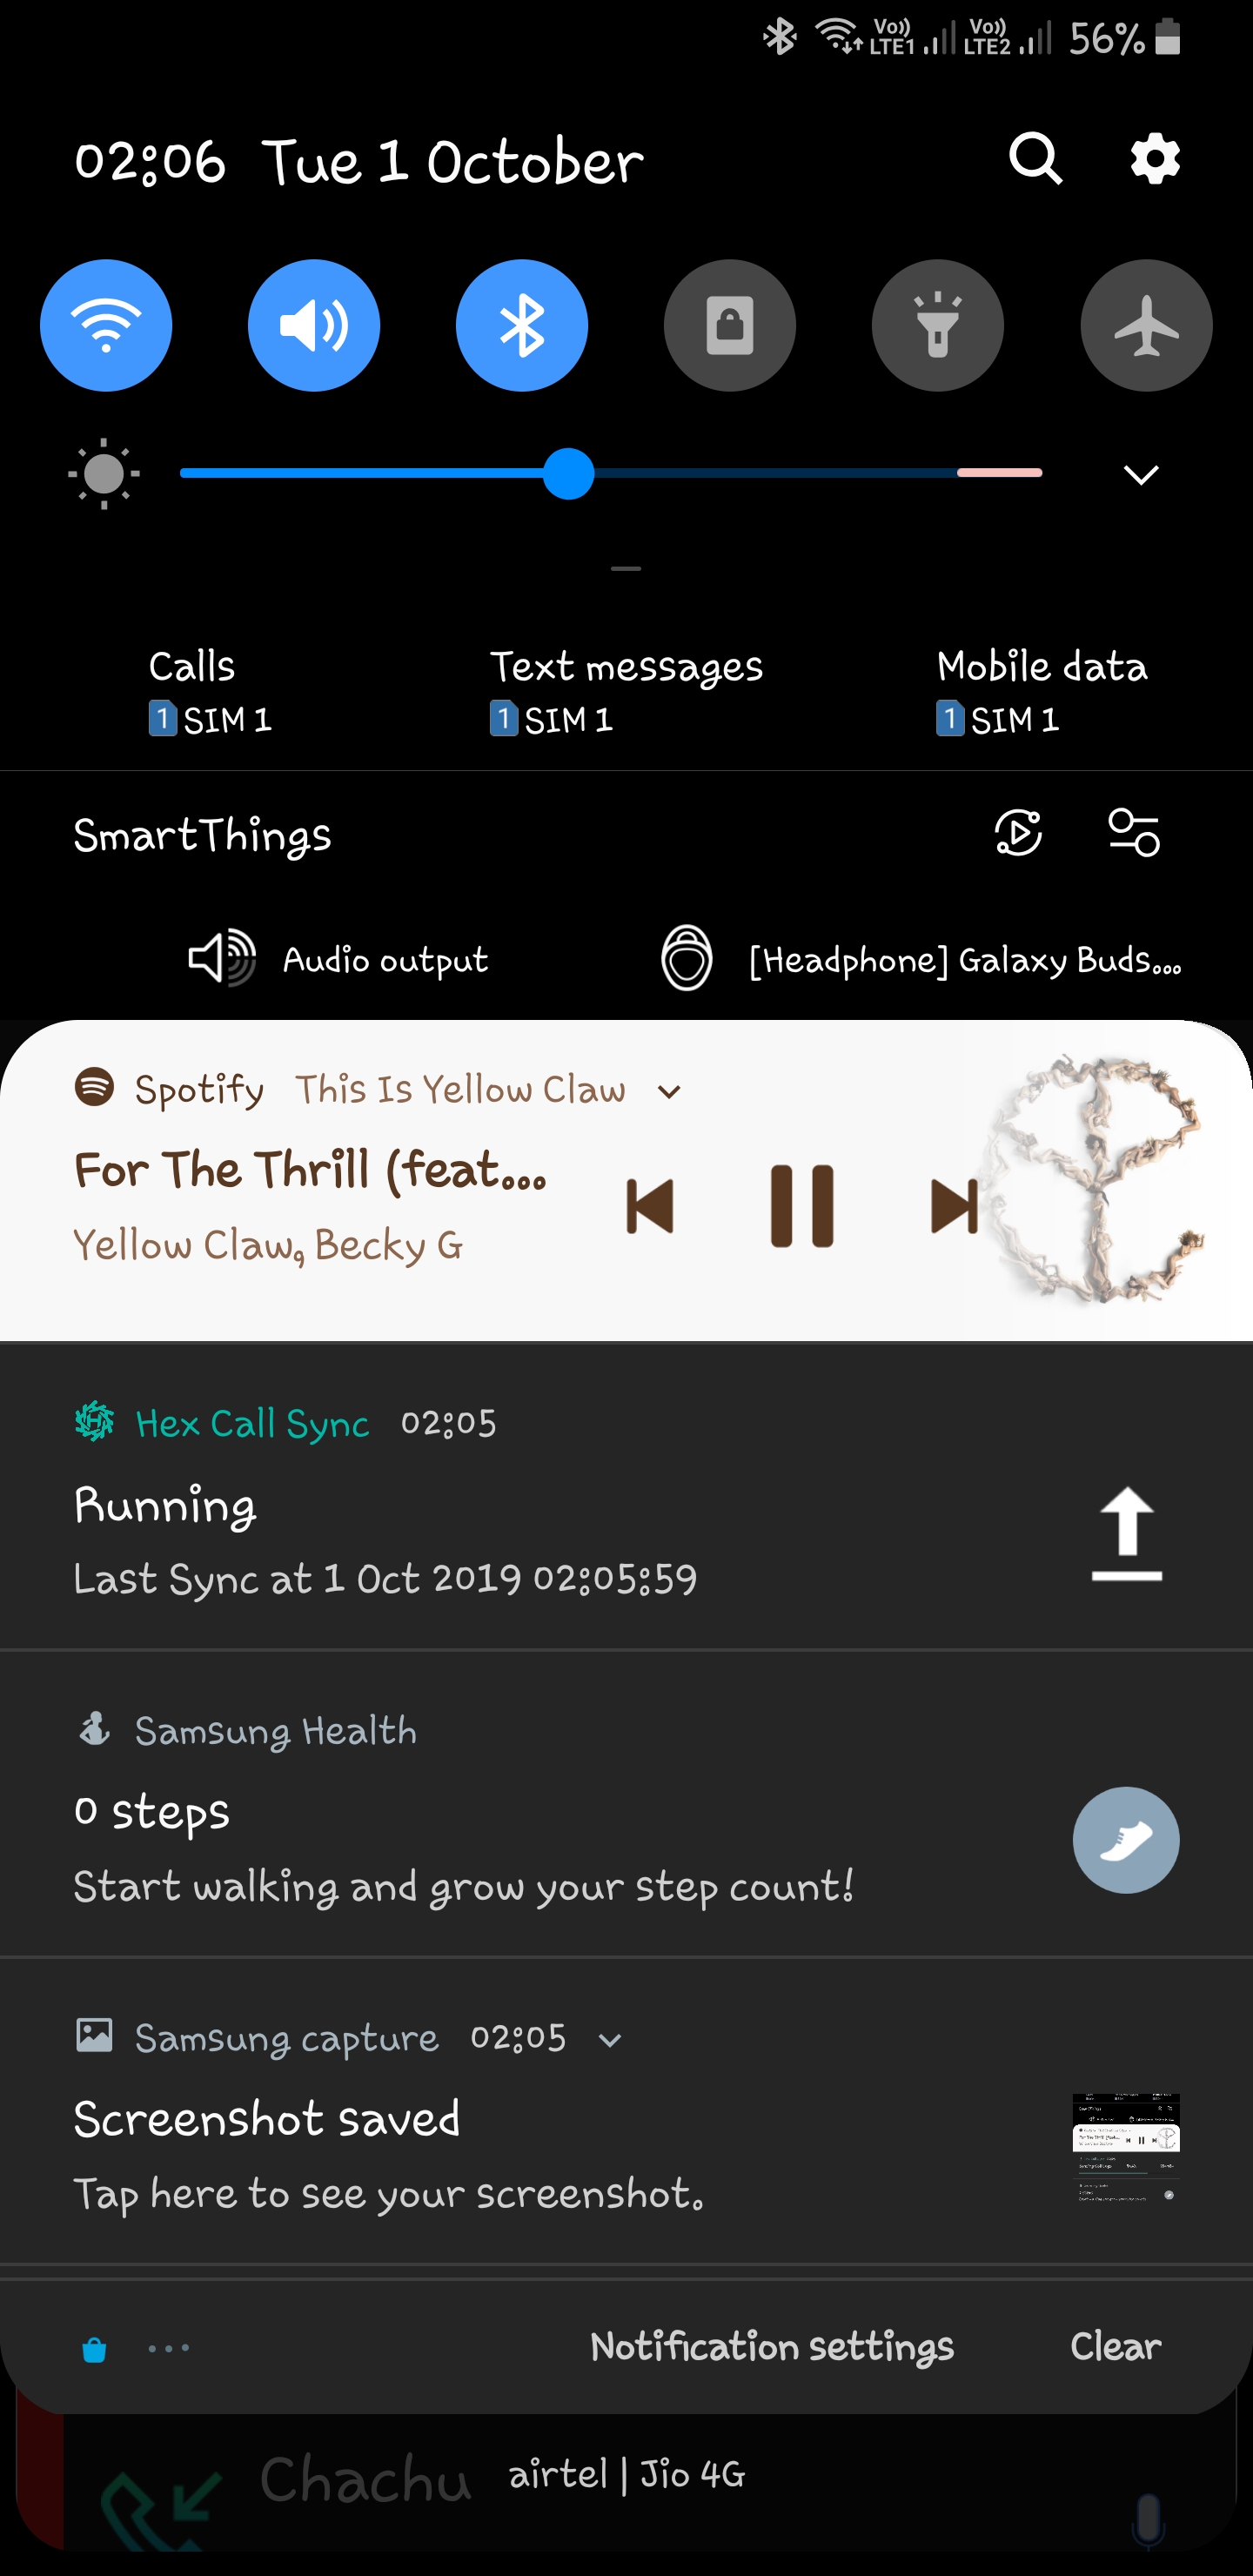 Vo)) LTE1 Vo)) LTE2 56%
02:06 Tue 1 October
Calls Text messages Mobile data
1 SIM 1 1 SIM 1 1 SIM 1
SmartThings
Audio output [Headphone] Galaxy Buds...
Spotify This Is Yellow Claw
For The Thrill (feat...
Yellow Claw, Becky G
Hex Call Sync 02:05
Running
Last Sync at 1 Oct 2019 02:05:59
Samsung Health
0 steps
Start walking and grow your step count!
Samsung capture 02:05
Screenshot saved
Tap here to see your screenshot.
Notification settings Clear
Chachu airtel | Jio 4G